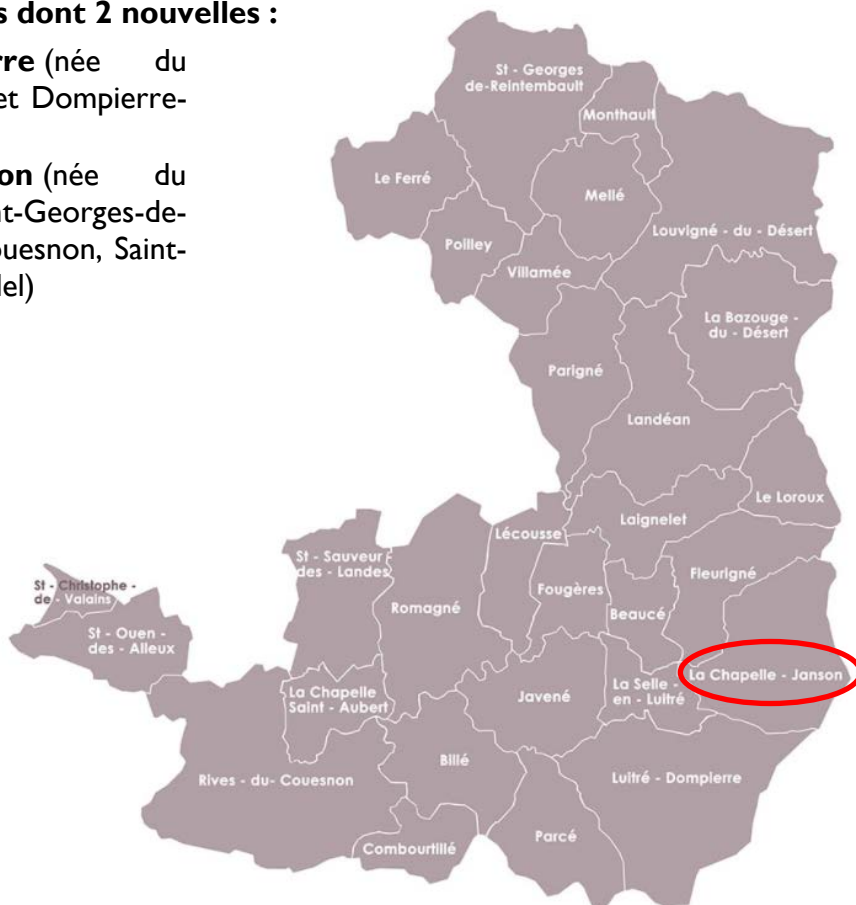 s dont 2 nouvelles :
rre (née du
et Dompierre-
on (née du
nt-Georges-de-
ouesnon, Saint-
del)
St - Georges
de-Reintembault
Monthault
Le Ferré
Mellé
Louvigné - du - Désert
Poilley
Villamée
La Bazouge -
du - Désert
Parigné
Landéan
Le Loroux
Laignelet
Lécousse
St - Sauveur
des - Landes
Fleurigné
St - Christophe -
de - Valains
Fougères
Romagné
Beaucé
St - Ouen -
des - Alleux
La Chapelle - Janson
La Selle -
en - Luitré
La Chapelle
Saint - Aubert
Javené
Billé
Rives - du- Couesnon
Luitré - Dompierre
Parcé
Combourtillé